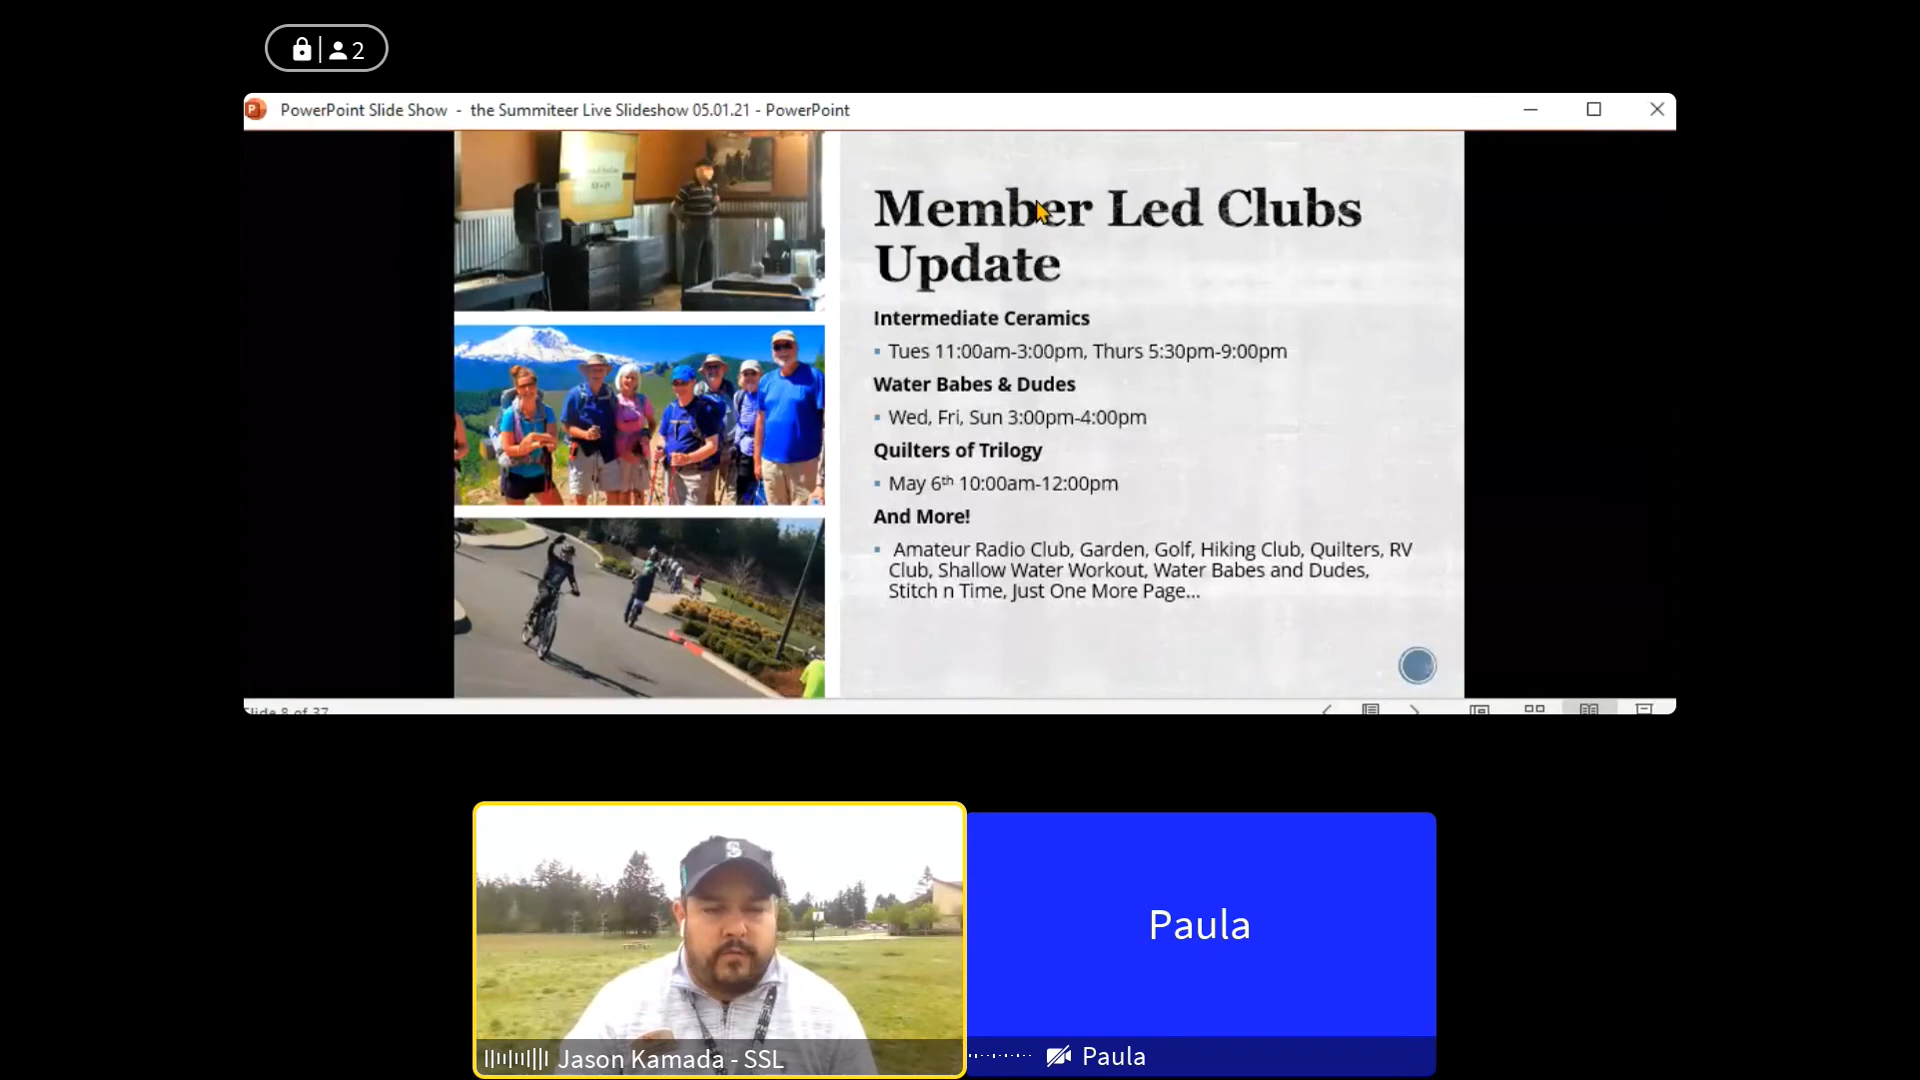 2
PowerPoint Slide Show - the Summiteer Live Slideshow 05.01.21 - PowerPoint
Member Led Clubs
Update
Intermediate Ceramics
▪ Tues 11:00am-3:00pm, Thurs 5:30pm-9:00pm
Water Babes & Dudes
▪ Wed, Fri, Sun 3:00pm-4:00pm
Quilters of Trilogy
▪ May 6th 10:00am-12:00pm
And More!
▪ Amateur Radio Club, Garden, Golf, Hiking Club, Quilters, RV
Club, Shallow Water Workout, Water Babes and Dudes,
Stitch n Time, Just One More Page...
Slide 8 of 37
S
Paula
Jason Kamada - SSL
Paula